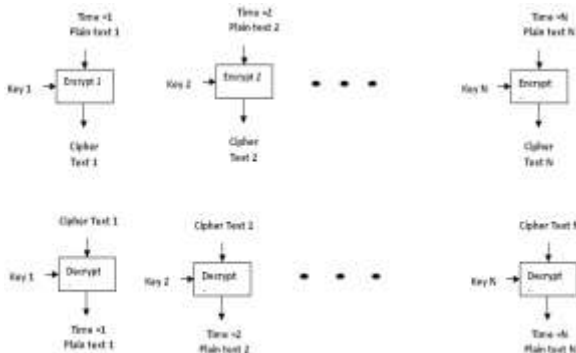 Time =1
Plain text 1
Key 1
Encrypt 1
Cipher
Text 1
Time =2
Plain text 2
Key 2
Encrypt 2
Cipher
Text 2
Time =N
Plain text N
Key N
Encrypt
Cipher
Text N
Cipher Text 1
Key 1
Decrypt
Time =1
Plain text 1
Cipher Text 2
Key 2
Decrypt
Time =2
Plain text 2
Cipher Text N
Key N
Decrypt
Time =N
Plain text N